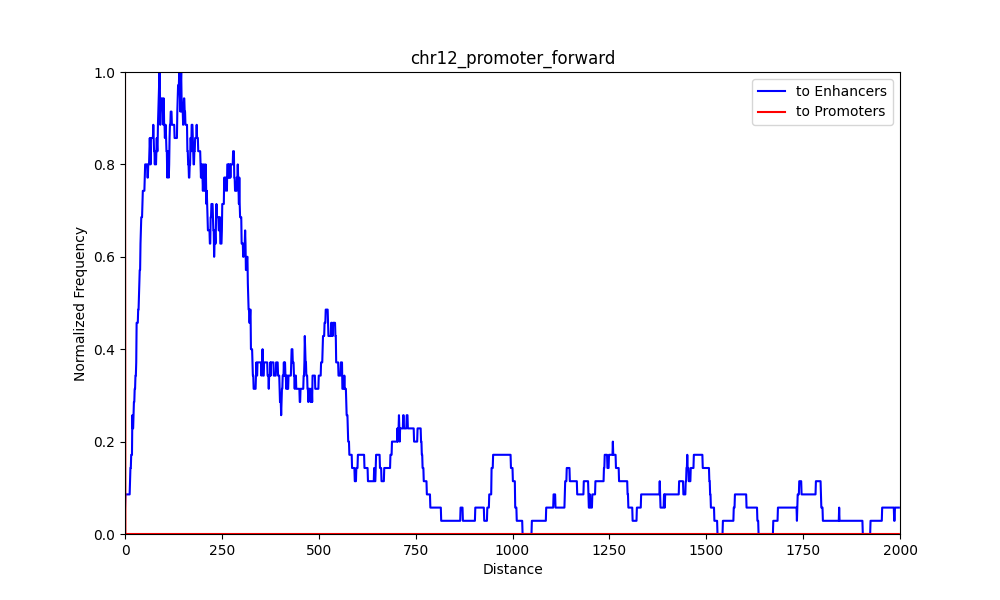 chr12_promoter_forward
to Enhancers
to Promoters
Normalized Frequency
1.0
0.8
0.6
0.4
0.2
0.0
0 250 500 750 1000 1250 1500 1750 2000
Distance